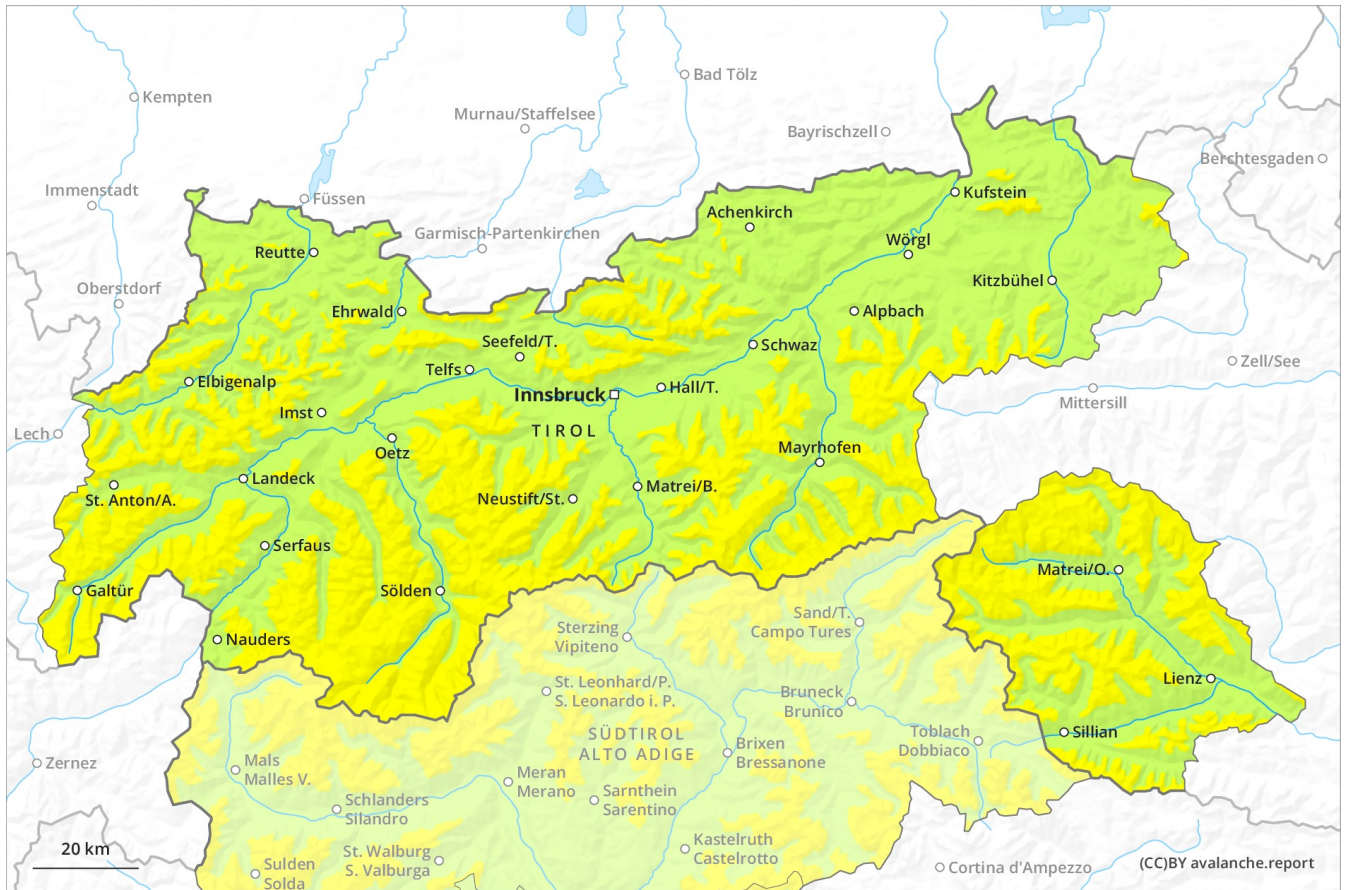 Bad Tölz
Kempten
Murnau/Staffelsee
Bayrischzell
Berchtesgaden
Immenstadt
Füssen
Kufstein
Achenkirch
Garmisch-Partenkirchen
Wörgl
Reutte
Kitzbühel
Oberstdorf
Ehrwald
Alpbach
Seefeld/T.
Schwaz
Zell/See
Telfs
Elbigenalp
Hall/T.
Innsbruck
Mittersill
Imst
TIROL
Lech
Oetz
Mayrhofen
Landeck
St. Anton/A.
Neustift/St.
Matrei/B.
Serfaus
Matrei/O.
Galtür
Sölden
Sand/T.
Campo Tures
Sterzing
Vipiteno
Nauders
Lienz
St. Leonhard/P.
S. Leonardo i. P.
Bruneck
Brunico
SÜDTIROL
ALTO ADIGE
Toblach
Dobbiaco
Sillian
Brixen
Bressanone
Zernez
Mals
Malles V.
Meran
Merano
Sarnthein
Sarentino
Schlanders
Silandro
Kastelruth
Castelrotto
20 km
St. Walburg
S. Valburga
Sulden
Solda
Cortina d'Ampezzo
(CC)BY avalanche.report